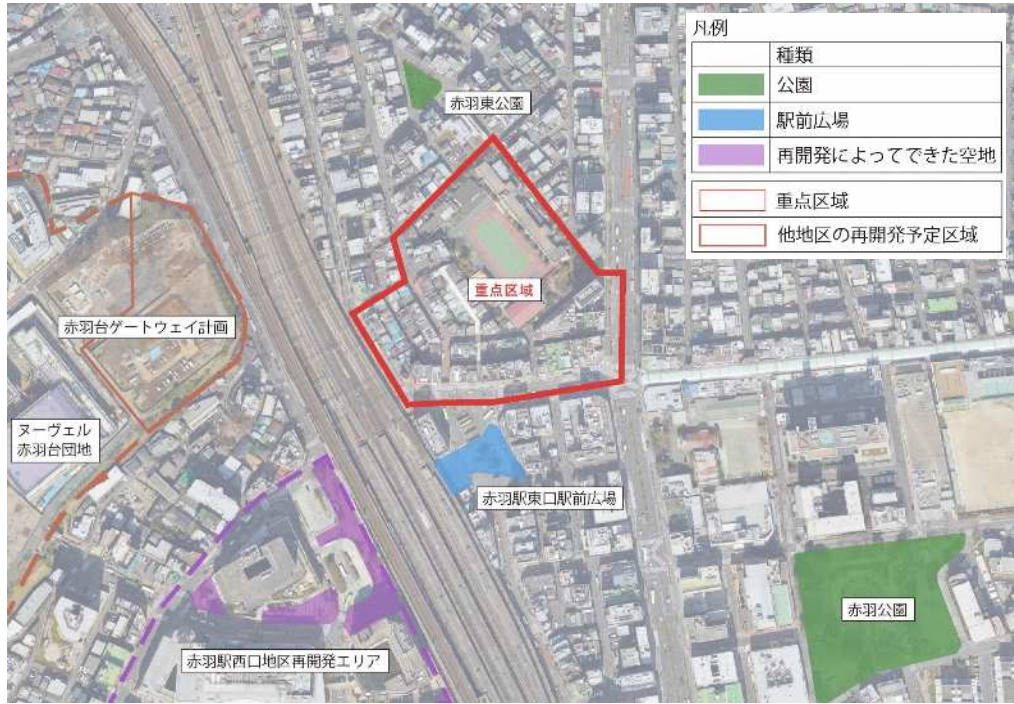 凡例
種類
公園
駅前広場
再開発によってできた空地
重点区域
他地区の再開発予定区域
赤羽東公園
重点区域
赤羽台ゲートウェイ計画
ヌーヴェル
赤羽台団地
赤羽駅東口駅前広場
赤羽公園
赤羽駅西口地区再開発エリア